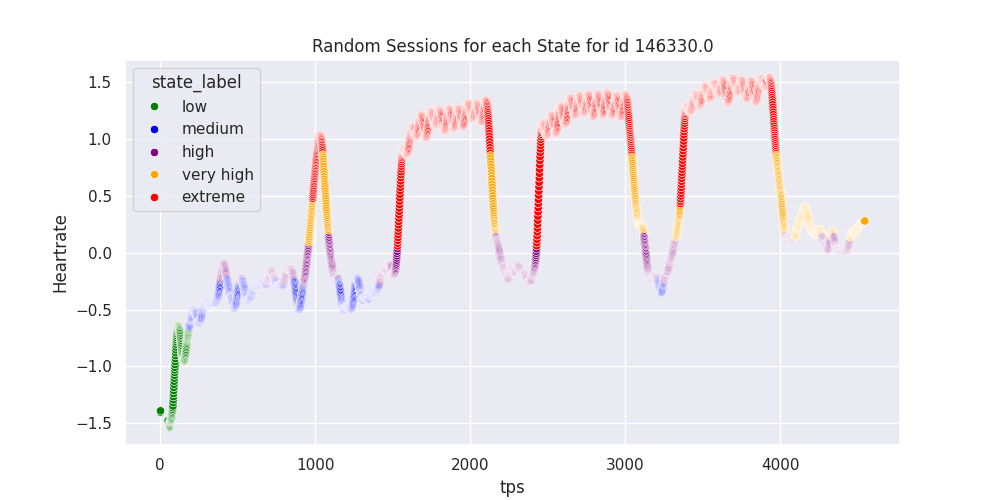 Random Sessions for each State for id 146330.0
state_label
low
medium
high
very high
extreme
Heartrate
1.5
1.0
0.5
0.0
−0.5
−1.0
−1.5
0 1000 2000 3000 4000
tps